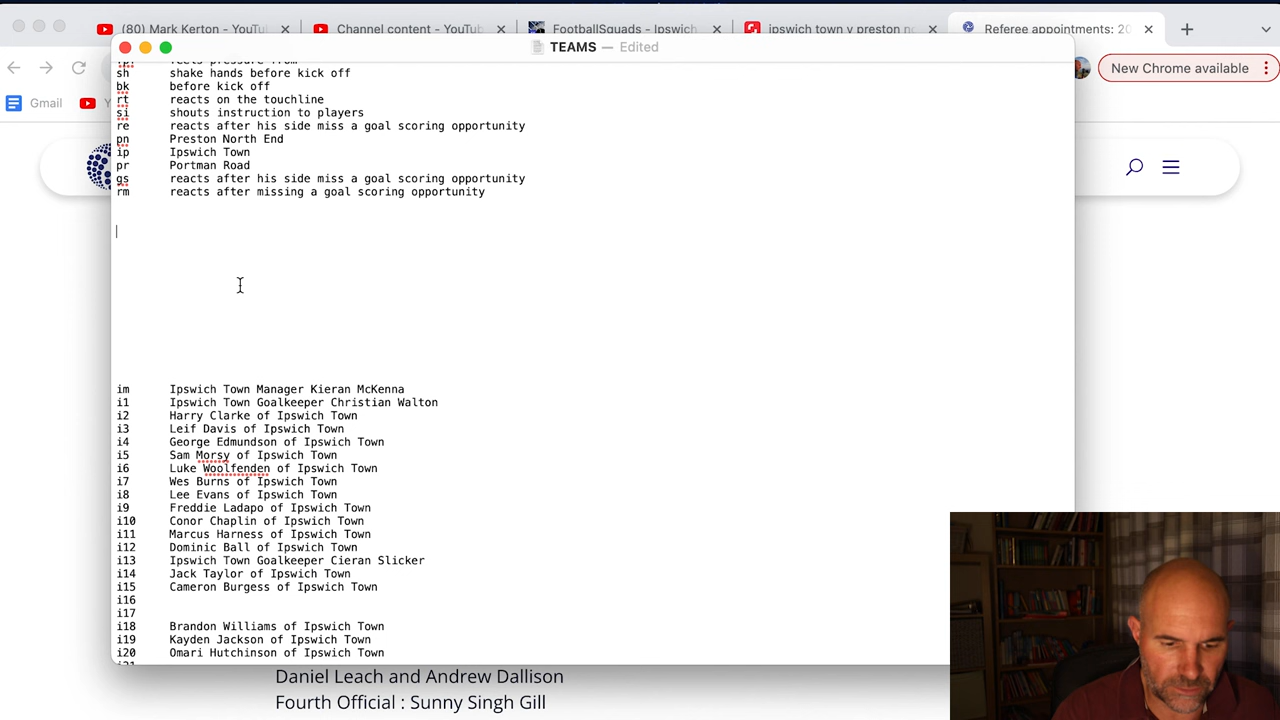 (80) Mark Kerton - YouTu
Channel content - YouTube
FootballSquads - Ipswich
ipswich town v preston no
Referee appointments: 20
TEAMS — Edited
New Chrome available
Gmail
Y
feels pressure from
sh shake hands before kick off
bk before kick off
rt reacts on the touchline
si shouts instruction to players
re reacts after his side miss a goal scoring opportunity
pn Preston North End
ip Ipswich Town
pr Portman Road
gs reacts after his side miss a goal scoring opportunity
rm reacts after missing a goal scoring opportunity
im Ipswich Town Manager Kieran McKenna
i1 Ipswich Town Goalkeeper Christian Walton
i2 Harry Clarke of Ipswich Town
i3 Leif Davis of Ipswich Town
i4 George Edmundson of Ipswich Town
i5 Sam Morsy of Ipswich Town
i6 Luke Woolfenden of Ipswich Town
i7 Wes Burns of Ipswich Town
i8 Lee Evans of Ipswich Town
i9 Freddie Ladapo of Ipswich Town
i10 Conor Chaplin of Ipswich Town
i11 Marcus Harness of Ipswich Town
i12 Dominic Ball of Ipswich Town
i13 Ipswich Town Goalkeeper Cieran Slicker
i14 Jack Taylor of Ipswich Town
i15 Cameron Burgess of Ipswich Town
i16
i17
i18 Brandon Williams of Ipswich Town
i19 Kayden Jackson of Ipswich Town
i20 Omari Hutchinson of Ipswich Town
i21
Daniel Leach and Andrew Dallison
Fourth Official : Sunny Singh Gill